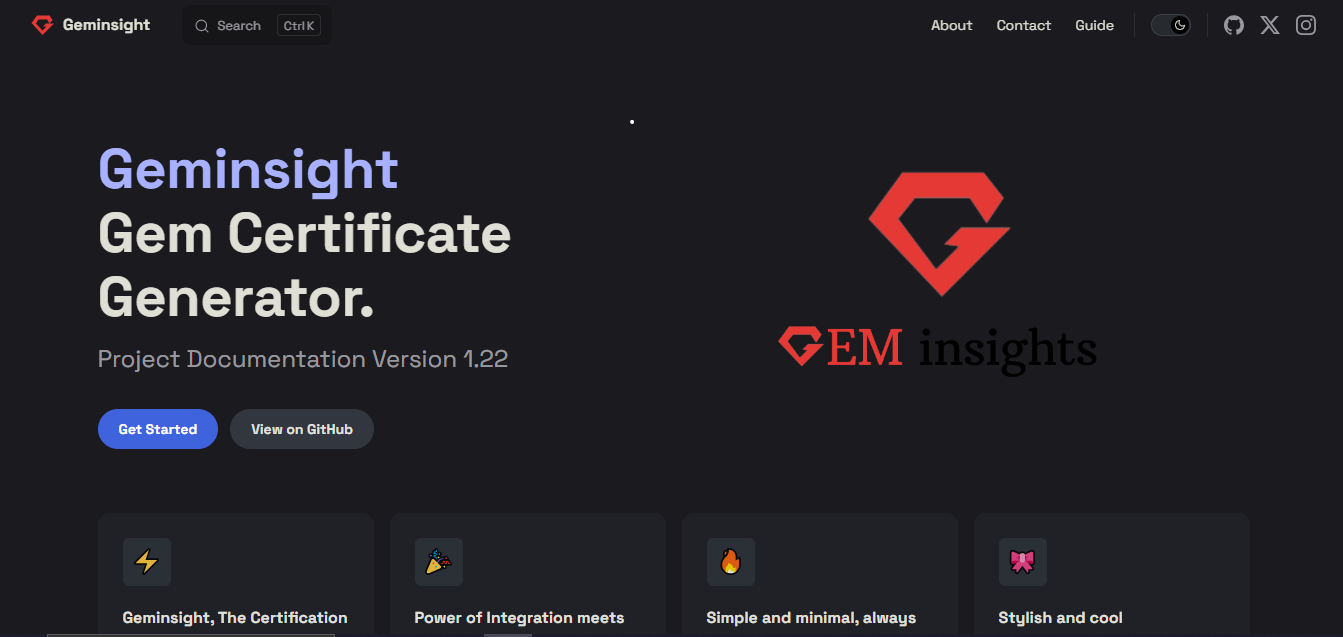 Geminsight
Search Ctrl K
About Contact Guide
Geminsight
Gem Certificate
Generator.
Project Documentation Version 1.22
Get Started
View on GitHub
GEM insights
Geminsight, The Certification
Power of Integration meets
Simple and minimal, always
Stylish and cool